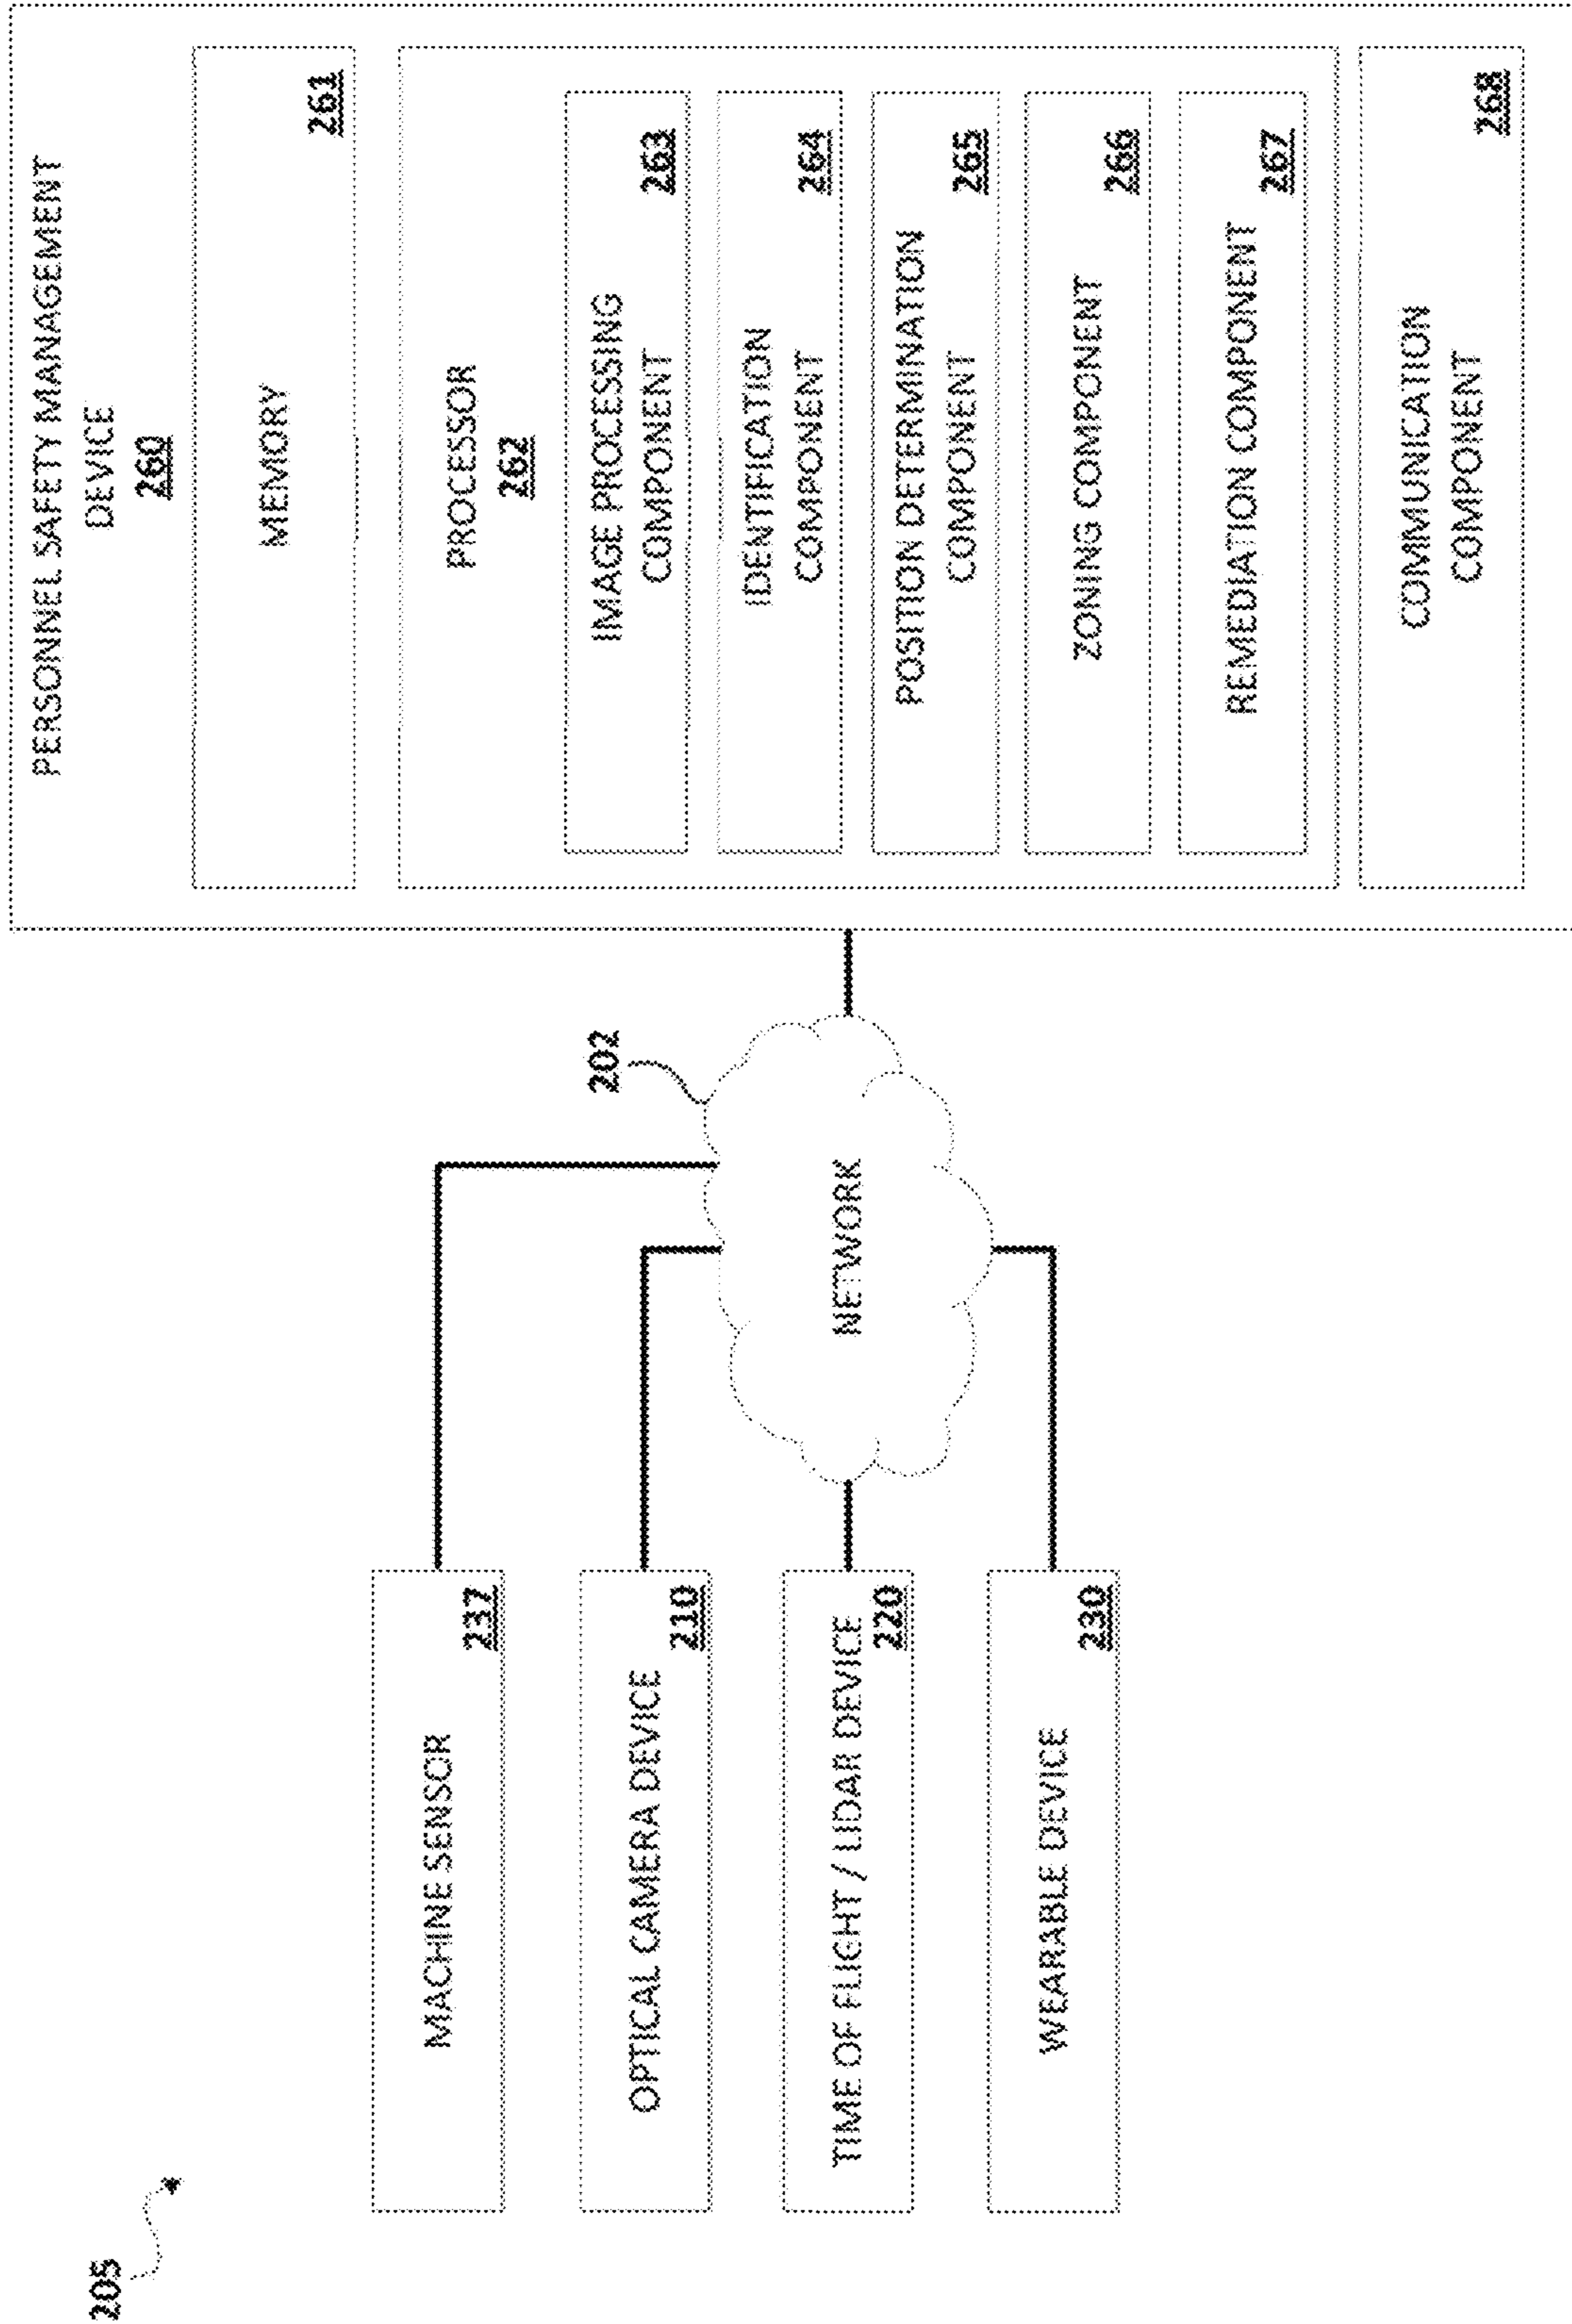 205
MACHINE SENSOR
237
OPTICAL CAMERA DEVICE
210
TIME OF FLIGHT / LIDAR DEVICE
220
WEARABLE DEVICE
230
202
NETWORK
PERSONNEL SAFETY MANAGEMENT
DEVICE
260
MEMORY
261
PROCESSOR
262
IMAGE PROCESSING
COMPONENT
263
IDENTIFICATION
COMPONENT
264
POSITION DETERMINATION
COMPONENT
265
ZONING COMPONENT
266
REMEDIATION COMPONENT
267
COMMUNICATION
COMPONENT
268